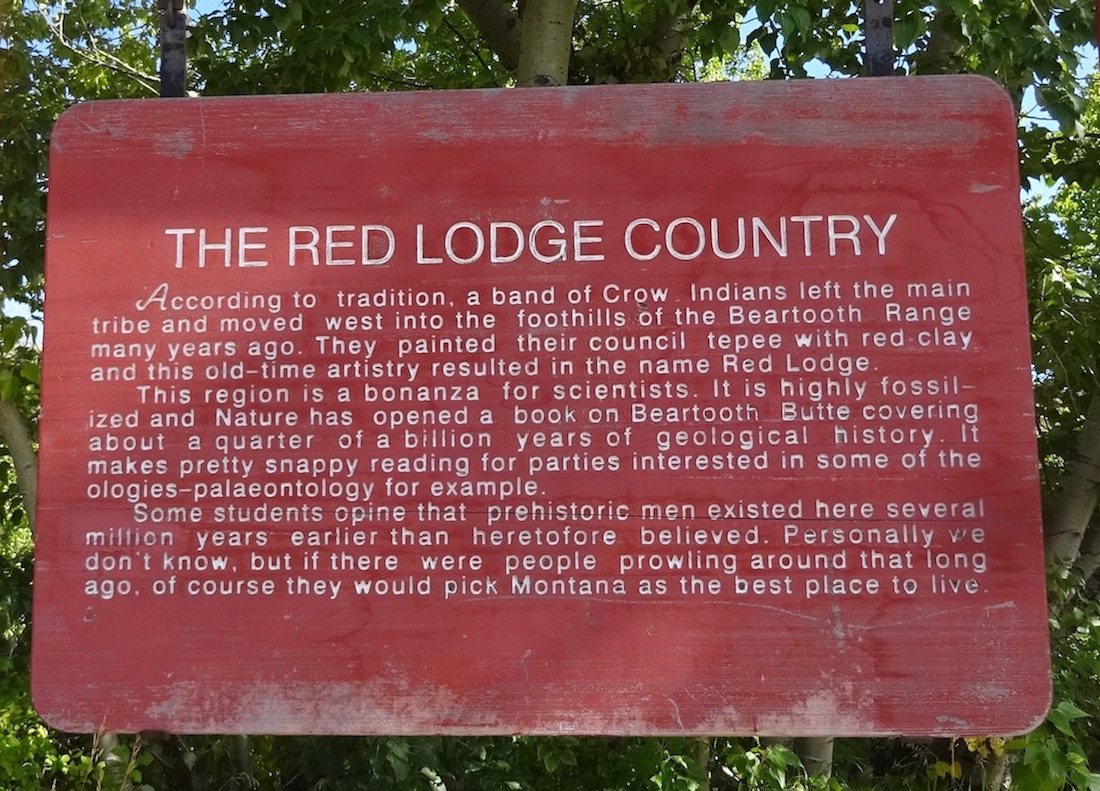 THE RED LODGE COUNTRY
According to tradition, a band of Crow Indians left the main
tribe and moved west into the foothills of the Beartooth Range
many years ago. They painted their council tepee with red clay
and this old-time artistry resulted in the name Red Lodge.
This region is a bonanza for scientists. It is highly fossil-
ized and Nature has opened a book on Beartooth Butte covering
about a quarter of a billion years of geological history. It
makes pretty snappy reading for parties interested in some of the
ologies-palaeontology for example.
Some students opine that prehistoric men existed here several
million years earlier than heretofore believed. Personally we
don't know, but if there were people prowling around that long
ago, of course they would pick Montana as the best place to live.